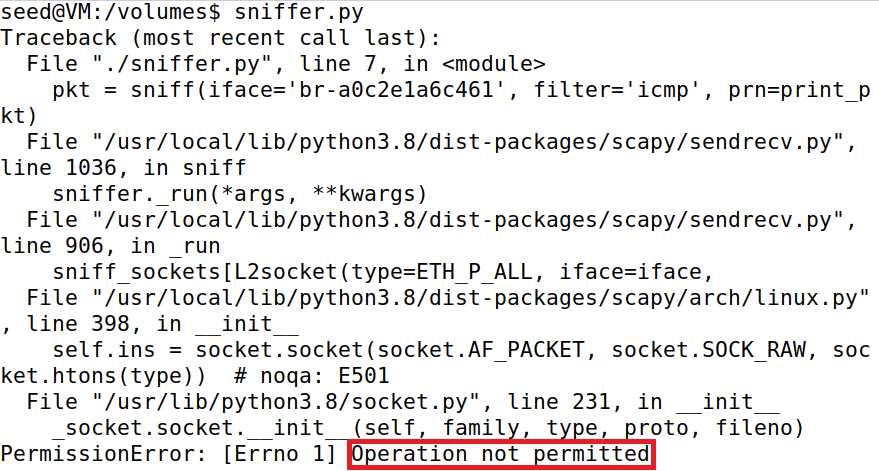 seed@VM:/volumes$ sniffer.py
Traceback (most recent call last):
  File "./sniffer.py", line 7, in <module>
    pkt = sniff(iface='br-a0c2e1a6c461', filter='icmp', prn=print_p
kt)
  File "/usr/local/lib/python3.8/dist-packages/scapy/sendrecv.py",
line 1036, in sniff
    sniffer._run(*args, **kwargs)
  File "/usr/local/lib/python3.8/dist-packages/scapy/sendrecv.py",
line 906, in _run
    sniff_sockets[L2socket(type=ETH_P_ALL, iface=iface,
  File "/usr/local/lib/python3.8/dist-packages/scapy/arch/linux.py"
, line 398, in __init__
    self.ins = socket.socket(socket.AF_PACKET, socket.SOCK_RAW, soc
ket.htons(type))  # noqa: E501
  File "/usr/lib/python3.8/socket.py", line 231, in __init__
    _socket.socket.__init__(self, family, type, proto, fileno)
PermissionError: [Errno 1] Operation not permitted